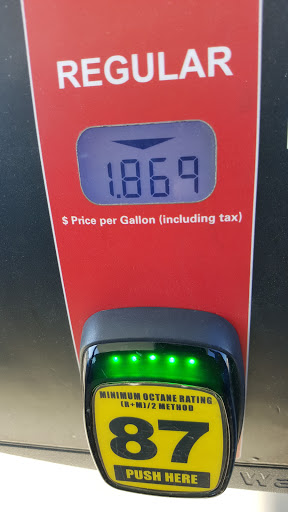 REGULAR
1.869
$ Price per Gallon (including tax)
MINIMUM OCTANE RATING
(R+M)/2 METHOD
87
PUSH HERE